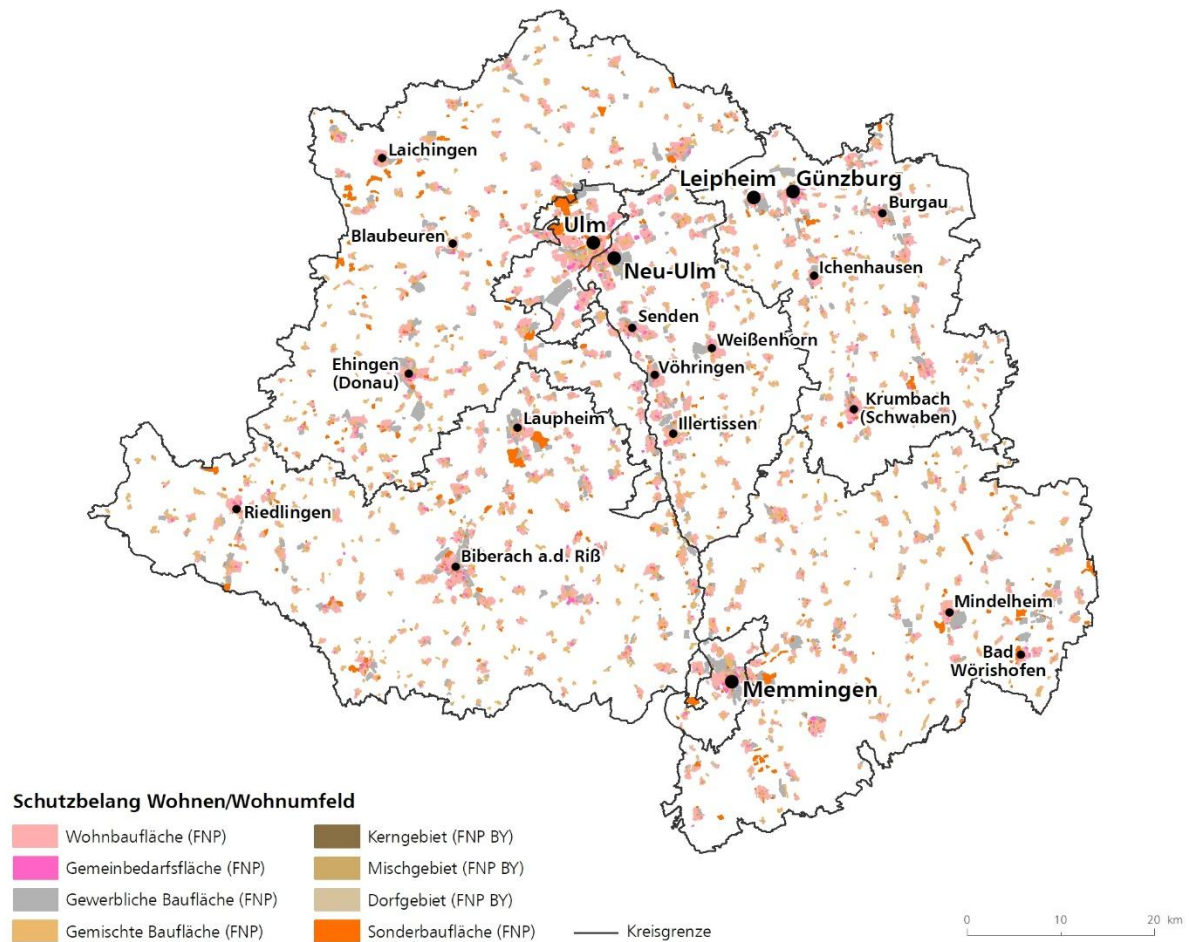 Laichingen
Leipheim
Günzburg
Burgau
Ulm
Blaubeuren
Neu-Ulm
Ichenhausen
Senden
Weißenhorn
Ehingen
(Donau)
Vöhringen
Krumbach
(Schwaben)
Laupheim
Illertissen
Riedlingen
Biberach a.d. Riß
Mindelheim
Bad
Wörishofen
Memmingen
Schutzbelang Wohnen/Wohnumfeld
Wohnbaufläche (FNP)
Gemeinbedarfsfläche (FNP)
Gewerbliche Baufläche (FNP)
Gemischte Baufläche (FNP)
Kerngebiet (FNP BY)
Mischgebiet (FNP BY)
Dorfgebiet (FNP BY)
Sonderbaufläche (FNP)
Kreisgrenze
0 10 20 km